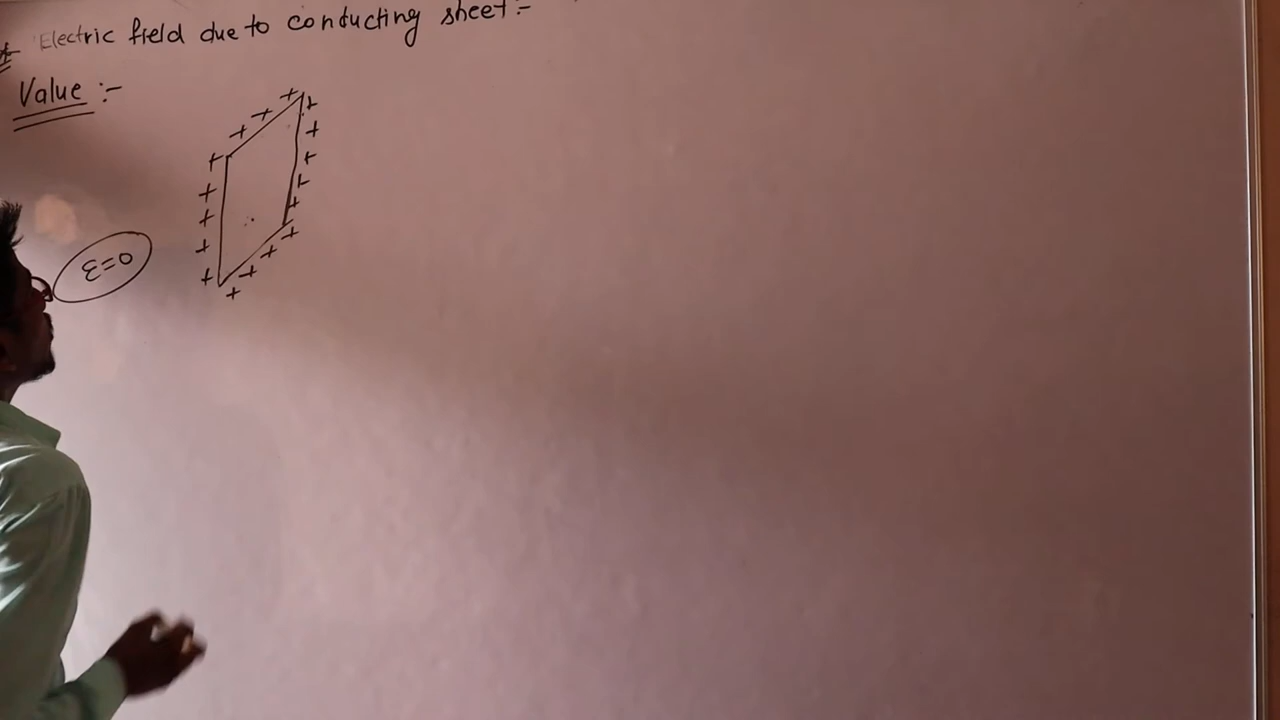 * Electric field due to conducting sheet :-
Value :-
+ + + + + + + + + + + + + + + + + + +
ε=0